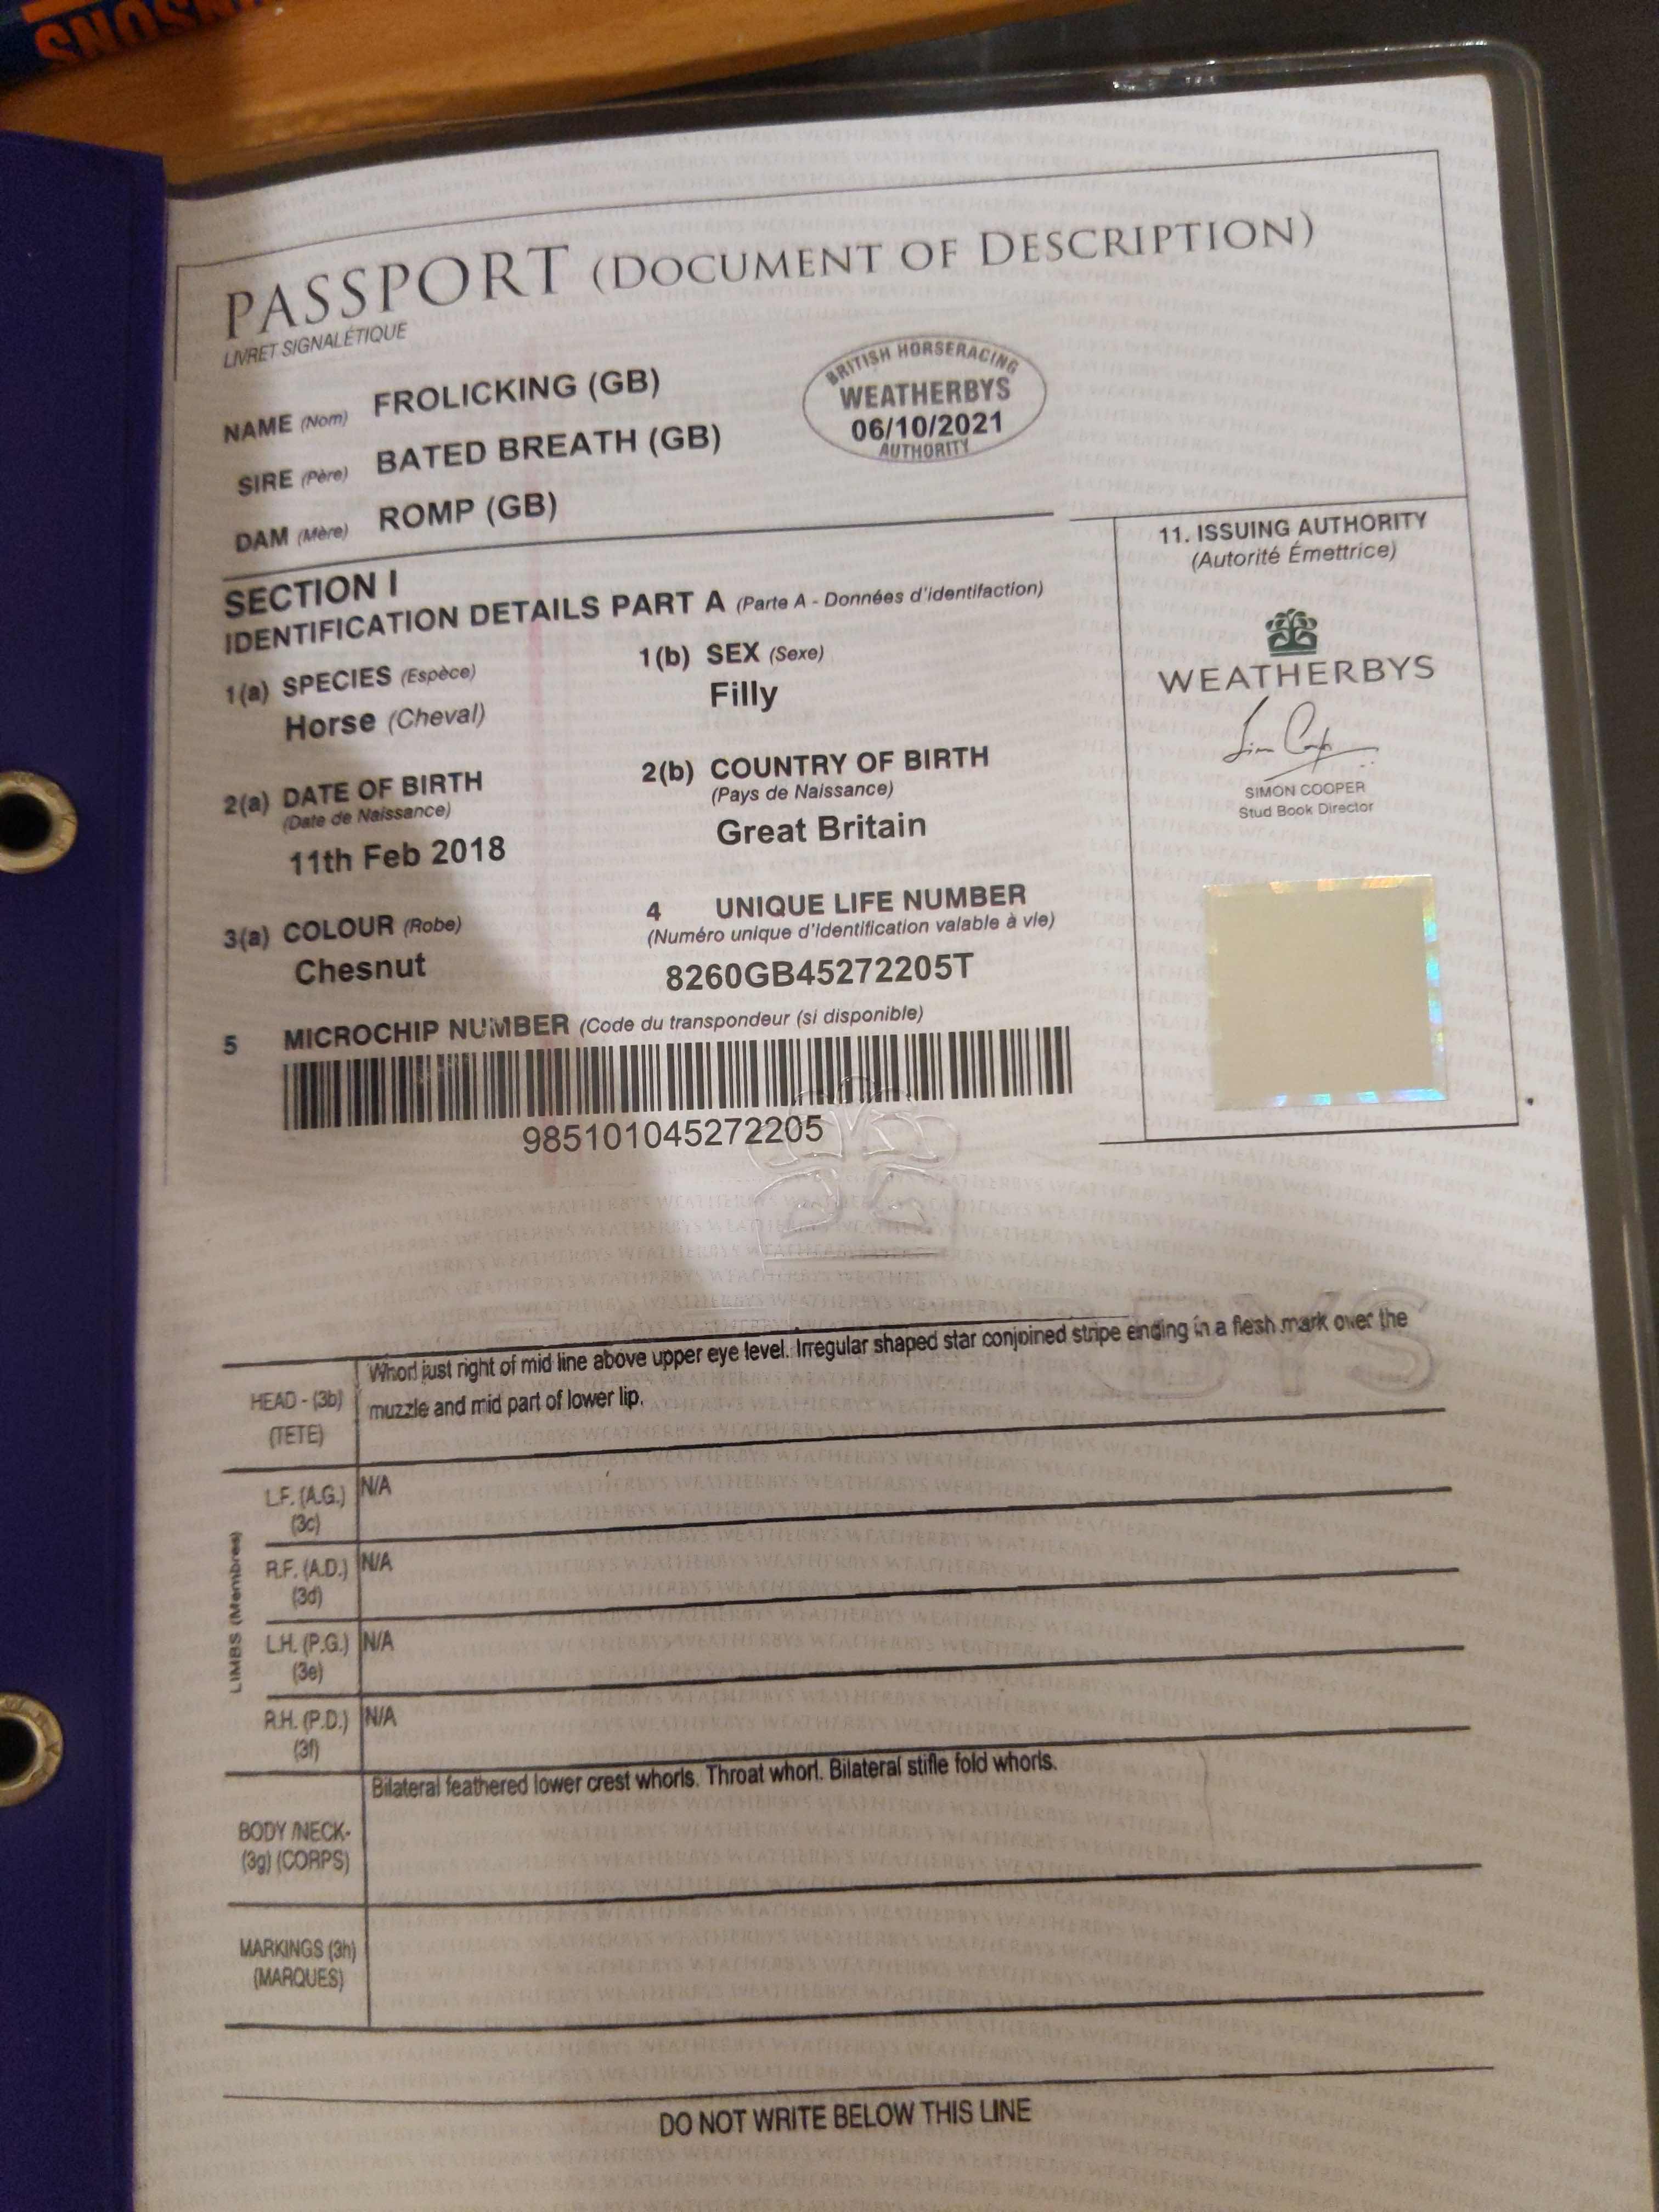 PASSPORT (DOCUMENT OF DESCRIPTION)
LIVRET SIGNALÉTIQUE
NAME (Nom) FROLICKING (GB)
SIRE (Père) BATED BREATH (GB)
DAM (Mère) ROMP (GB)
BRITISH HORSERACING
WEATHERBYS
06/10/2021
AUTHORITY
SECTION I
IDENTIFICATION DETAILS PART A (Parte A - Données d'identifaction)
1(a) SPECIES (Espèce)
Horse (Cheval)
1(b) SEX (Sexe)
Filly
2(a) DATE OF BIRTH
(Date de Naissance)
11th Feb 2018
2(b) COUNTRY OF BIRTH
(Pays de Naissance)
Great Britain
3(a) COLOUR (Robe)
Chesnut
4 UNIQUE LIFE NUMBER
(Numéro unique d'Identification valable à vie)
8260GB45272205T
5 MICROCHIP NUMBER (Code du transpondeur (si disponible)
985101045272205
11. ISSUING AUTHORITY
(Autorité Émettrice)
WEATHERBYS
SIMON COOPER
Stud Book Director
HEAD - (3b)
(TETE)
Whorl just right of mid line above upper eye level. Irregular shaped star conjoined stripe ending in a flesh mark over the
muzzle and mid part of lower lip.
LIMBS (Membres)
L.F. (A.G.) N/A
(3c)
R.F. (A.D.) N/A
(3d)
L.H. (P.G.) N/A
(3e)
R.H. (P.D.) N/A
(3f)
BODY /NECK-
(3g) (CORPS)
Bilateral feathered lower crest whorls. Throat whorl. Bilateral stifle fold whorls.
MARKINGS (3h)
(MARQUES)
DO NOT WRITE BELOW THIS LINE